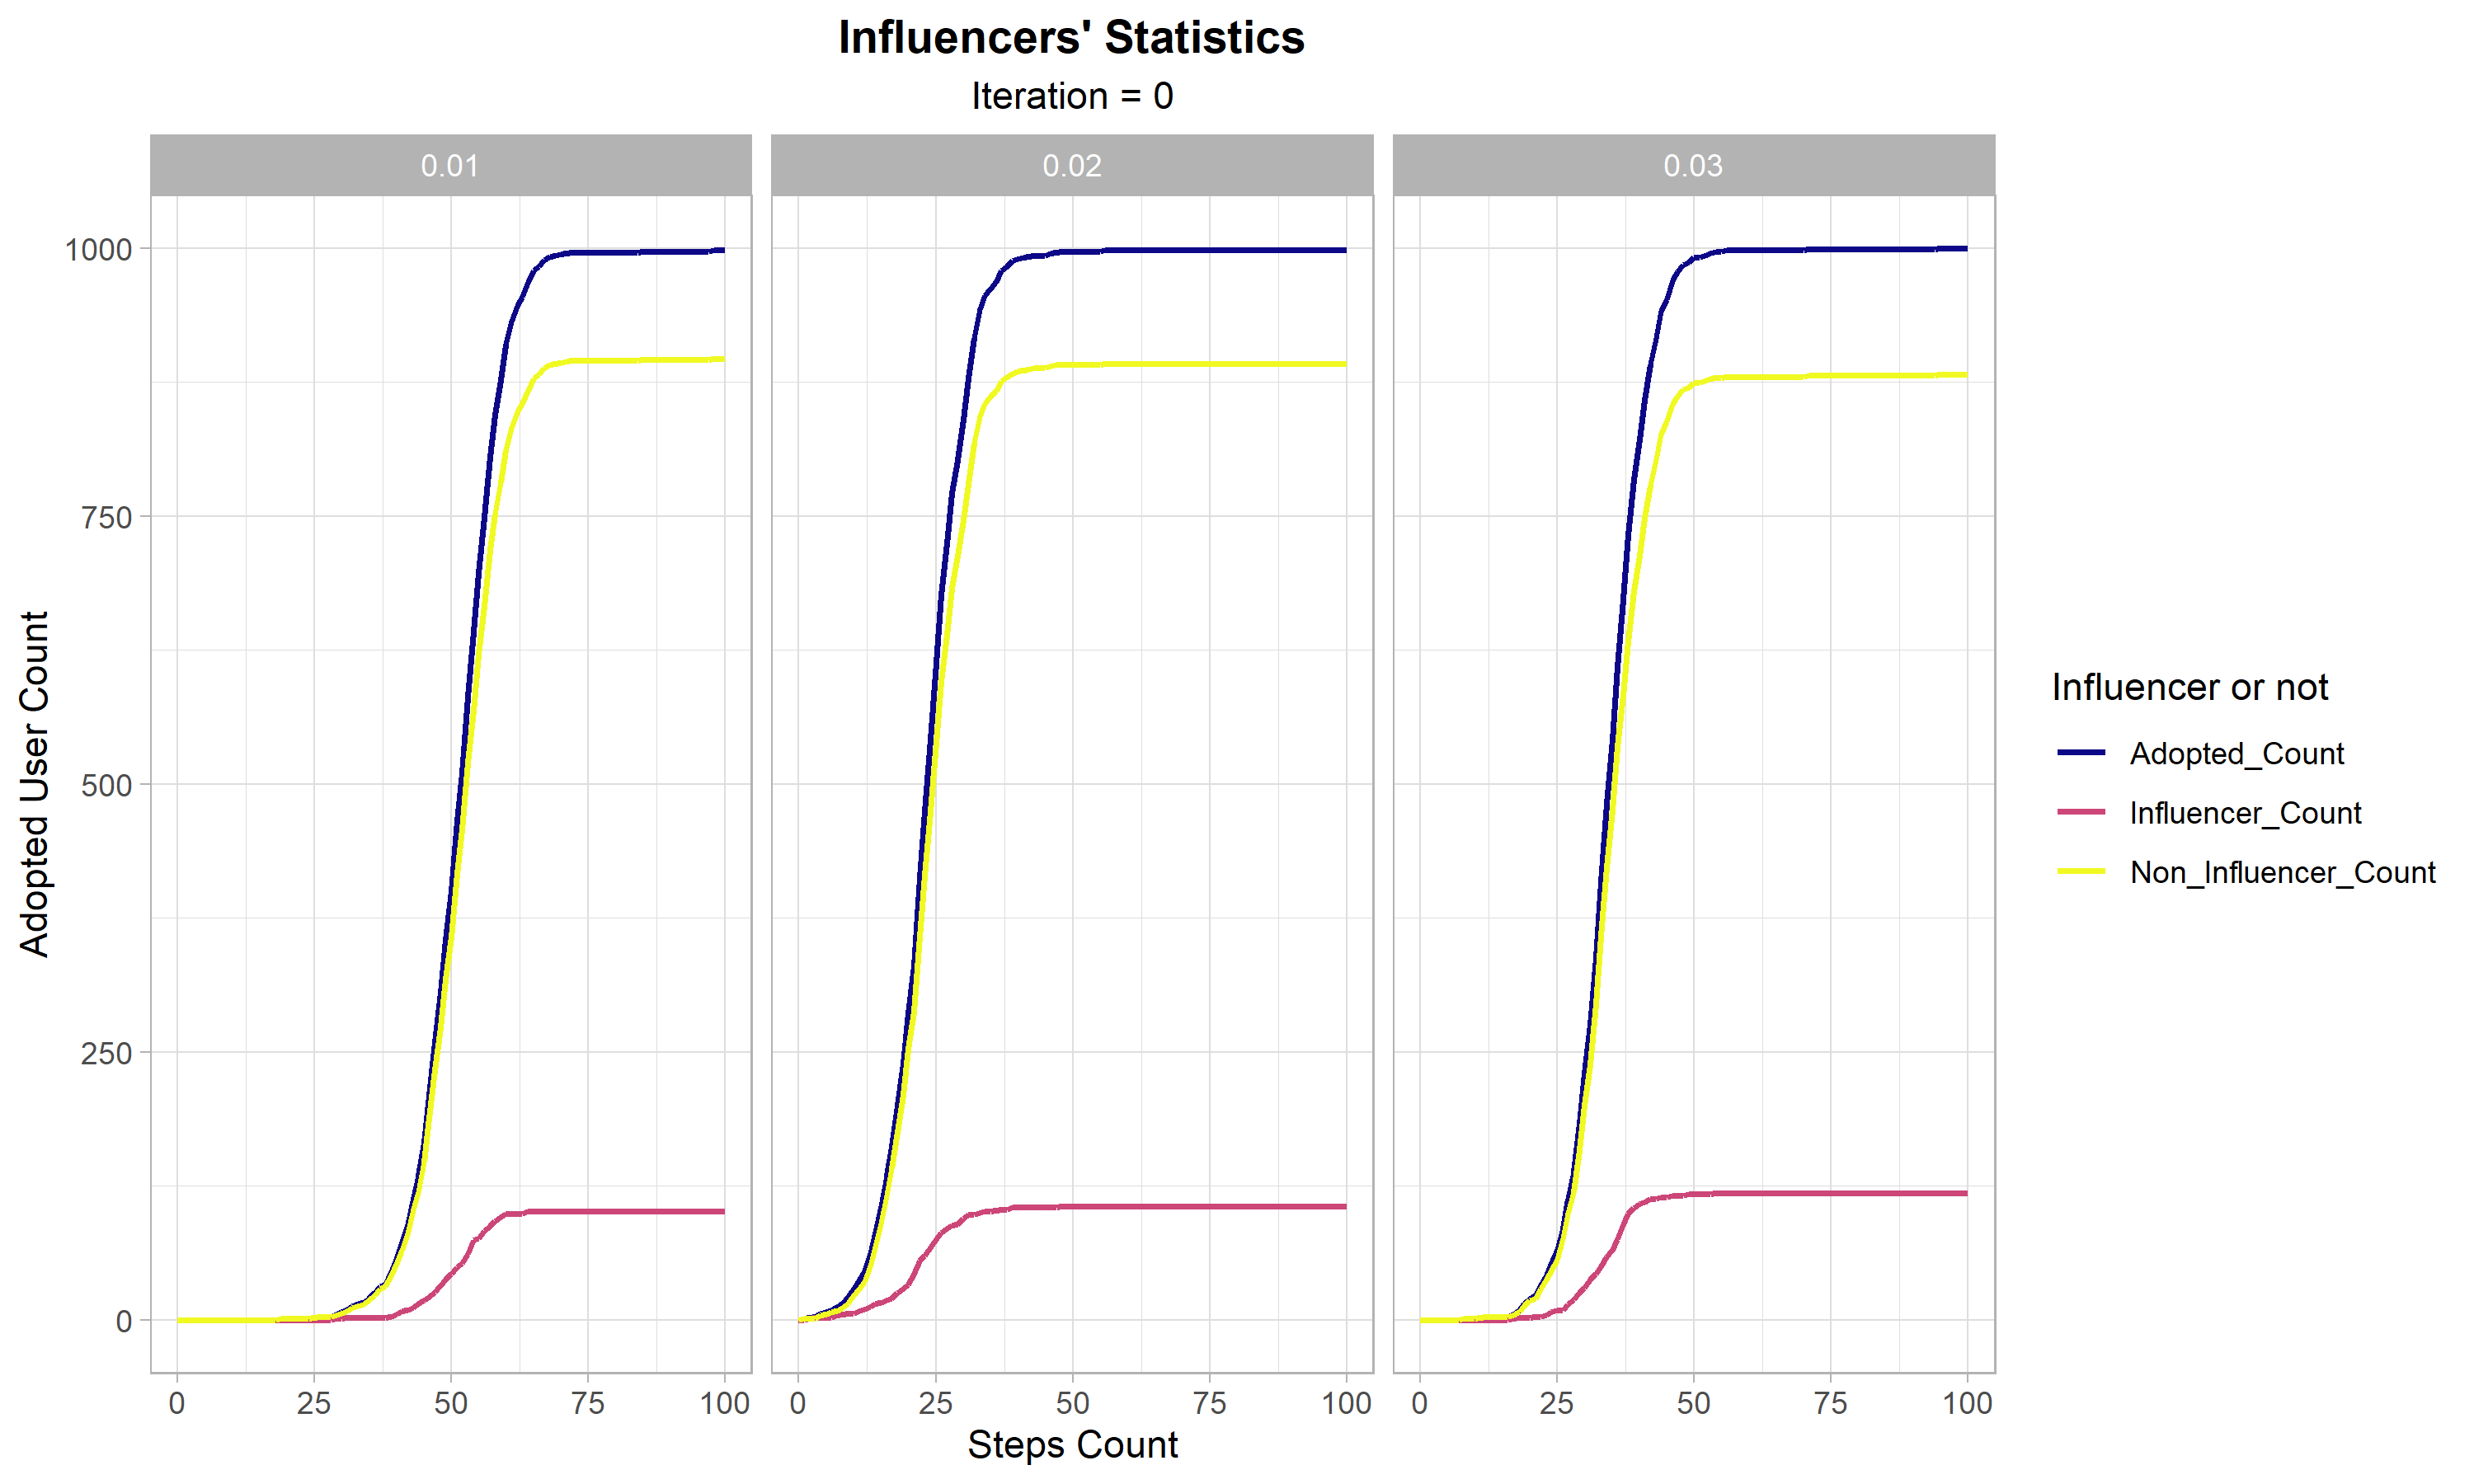 Influencers' Statistics
Iteration = 0
0.01 0.02 0.03
Adopted User Count
1000
750
500
250
0
0 25 50 75 100 0 25 50 75 100 0 25 50 75 100
Steps Count
Influencer or not
Adopted_Count
Influencer_Count
Non_Influencer_Count